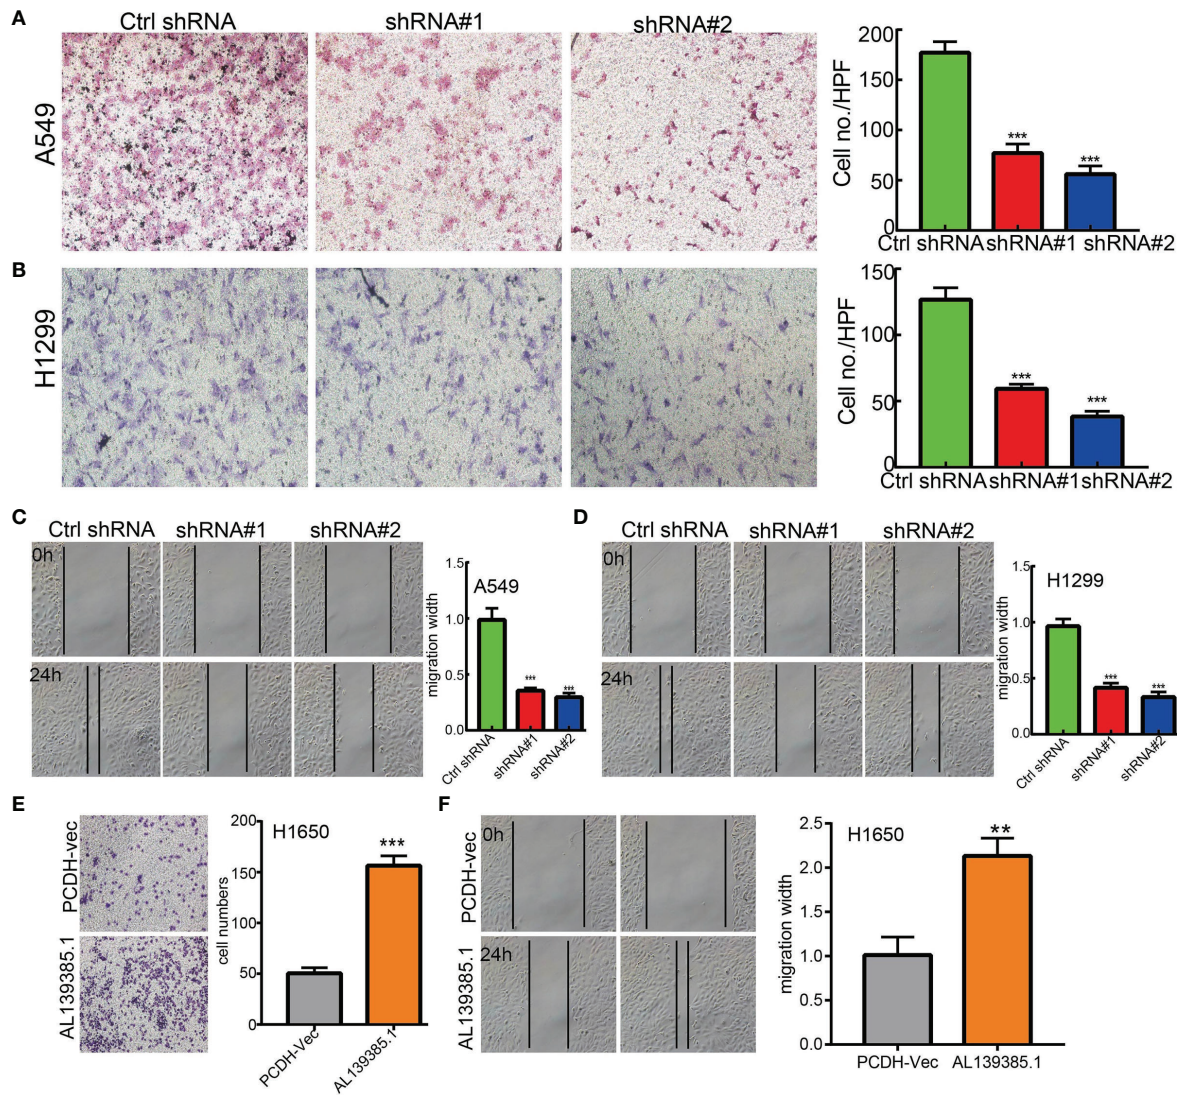 A
Ctrl shRNA
shRNA#1
shRNA#2
A549
Cell no./HPF
200
150
100
50
0
***
***
Ctrl shRNA
shRNA#1
shRNA#2
B
H1299
Cell no./HPF
150
100
50
0
***
***
Ctrl shRNA
shRNA#1
shRNA#2
C
Ctrl shRNA
shRNA#1
shRNA#2
0h
24h
migration width
1.5
1.0
0.5
0.0
A549
***
***
Ctrl shRNA
shRNA#1
shRNA#2
D
Ctrl shRNA
shRNA#1
shRNA#2
0h
24h
migration width
1.5
1.0
0.5
0.0
H1299
***
***
Ctrl shRNA
shRNA#1
shRNA#2
E
PCDH-vec
AL139385.1
cell numbers
200
150
100
50
0
H1650
***
PCDH-Vec
AL139385.1
F
PCDH-vec
AL139385.1
0h
24h
migration width
2.5
2.0
1.5
1.0
0.5
0.0
H1650
**
PCDH-Vec
AL139385.1